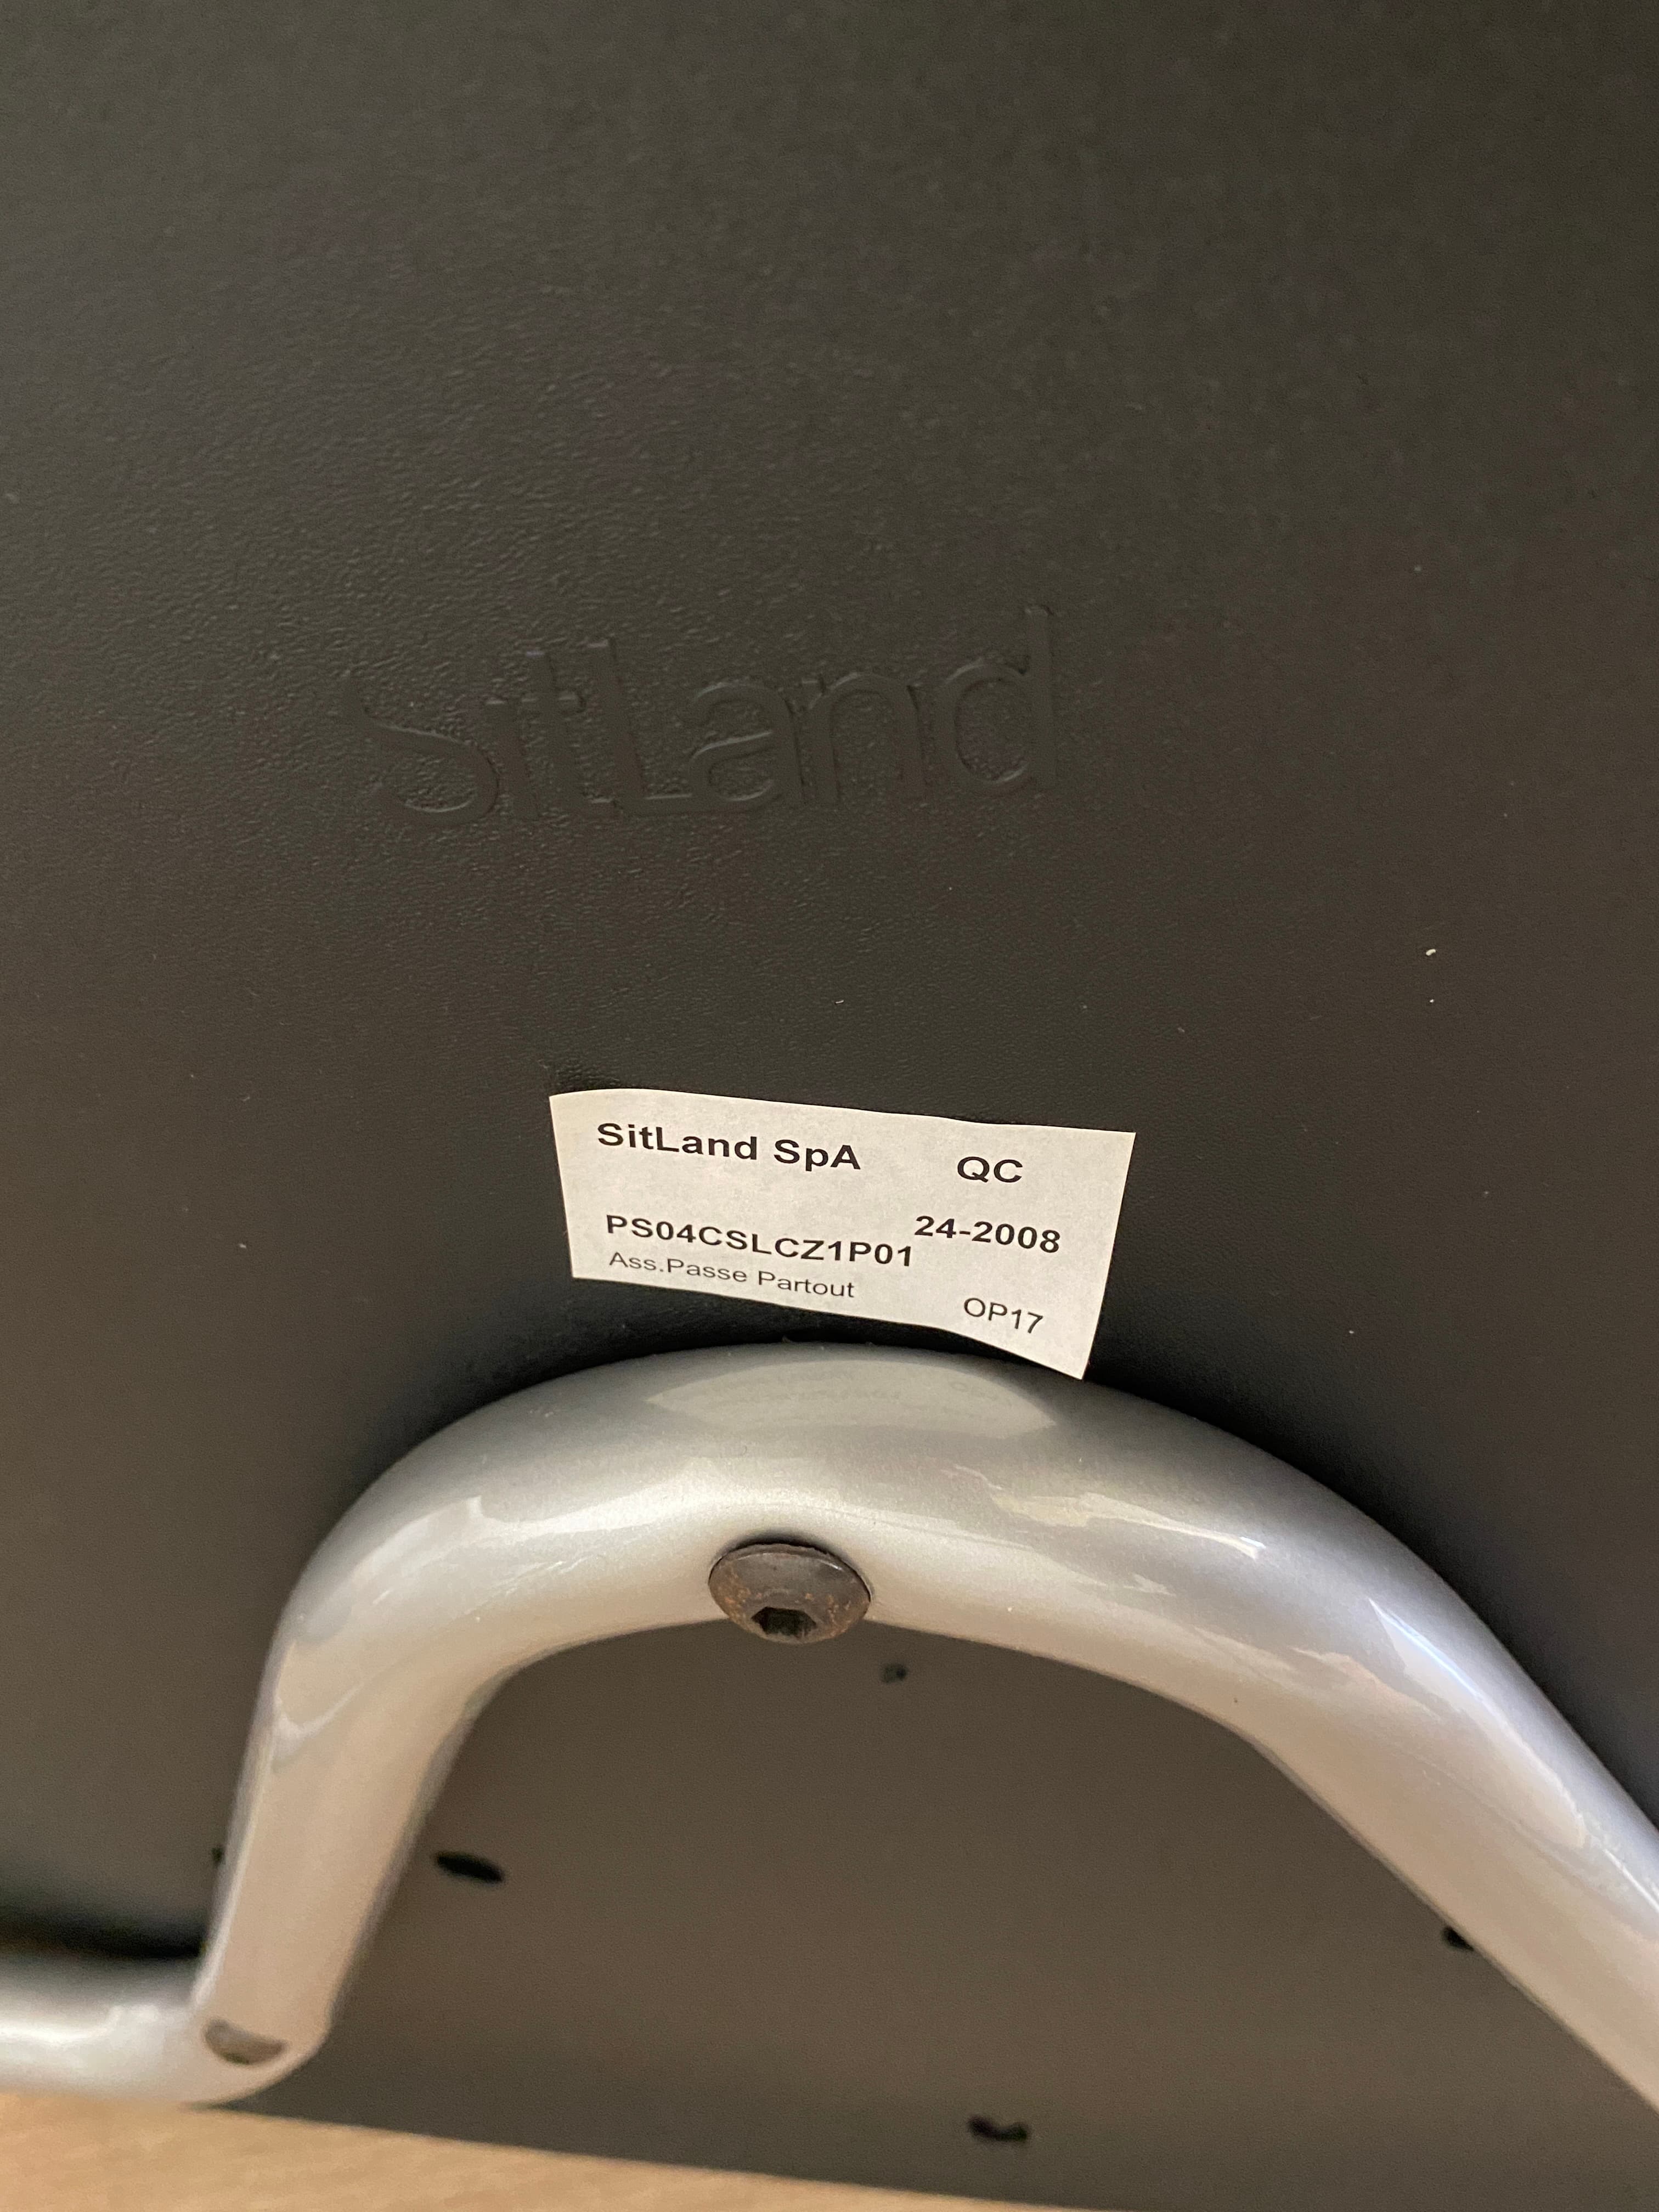 SitLand
SitLand SpA QC
PS04CSLCZ1P01 24-2008
Ass.Passe Partout OP17